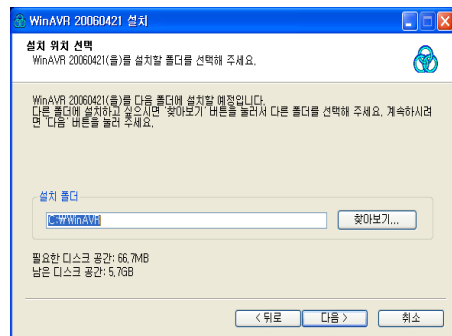 WinAVR 20060421 설치
설치 위치 선택
WinAVR 20060421(을)를 설치할 폴더를 선택해 주세요.
WinAVR 20060421(을)를 다음 폴더에 설치할 예정입니다.
다른 폴더에 설치하고 싶으시면 '찾아보기' 버튼을 눌러서 다른 폴더를 선택해 주세요. 계속하시려
면 '다음' 버튼을 눌러 주세요.
설치 폴더
C:₩WinAVR
찾아보기...
필요한 디스크 공간: 66.7MB
남은 디스크 공간: 5.7GB
< 뒤로
다음 >
취소